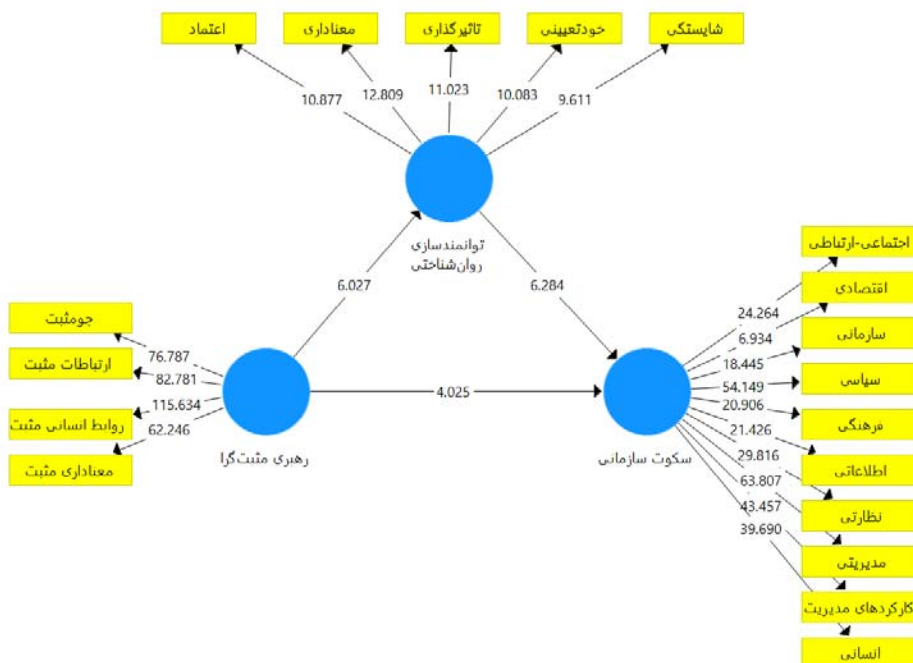 اعتماد
معناداری
تاثیرگذاری
خودتعیینی
شایستگی
10.877
12.809
11.023
10.083
9.611
توانمندسازی
روان‌شناختی
6.027
6.284
جومثبت
ارتباطات مثبت
روابط انسانی مثبت
معناداری مثبت
76.787
82.781
115.634
62.246
رهبری مثبت‌گرا
4.025
سکوت سازمانی
24.264
6.934
18.445
54.149
20.906
21.426
29.816
63.807
43.457
39.690
اجتماعی-ارتباطی
اقتصادی
سازمانی
سیاسی
فرهنگی
اطلاعاتی
نظارتی
مدیریتی
کارکردهای مدیریت
انسانی